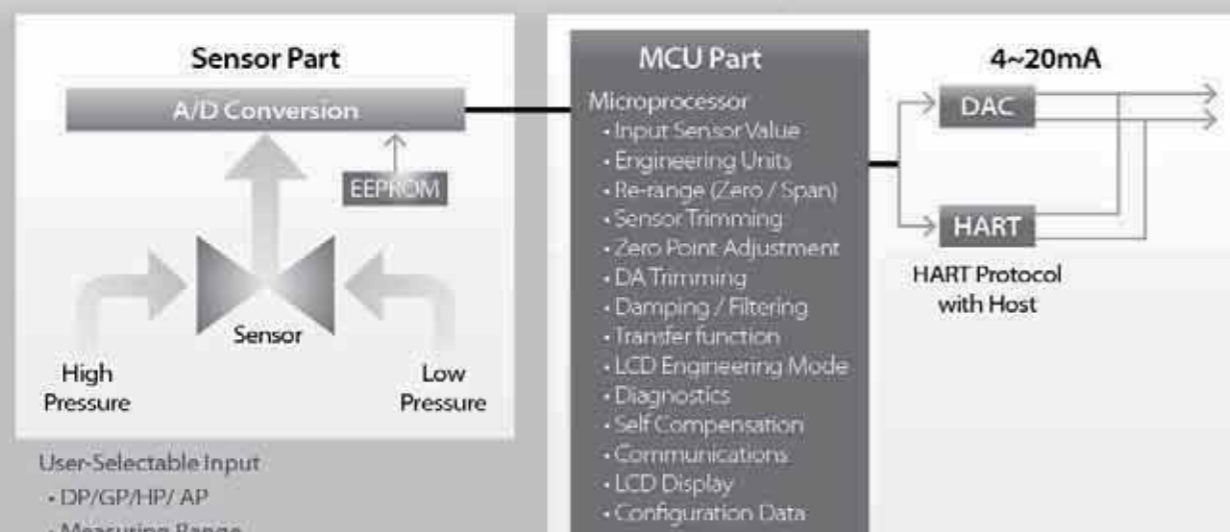 Sensor Part
A/D Conversion
EEPROM
Sensor
High
Pressure
Low
Pressure
User-Selectable Input
• DP/GP/HP/ AP
• Measuring Range
MCU Part
Microprocessor
• Input Sensor Value
• Engineering Units
• Re-range (Zero / Span)
• Sensor Trimming
• Zero Point Adjustment
• DA Trimming
• Damping / Filtering
• Transfer function
• LCD Engineering Mode
• Diagnostics
• Self Compensation
• Communications
• LCD Display
• Configuration Data
4~20mA
DAC
HART
HART Protocol
with Host